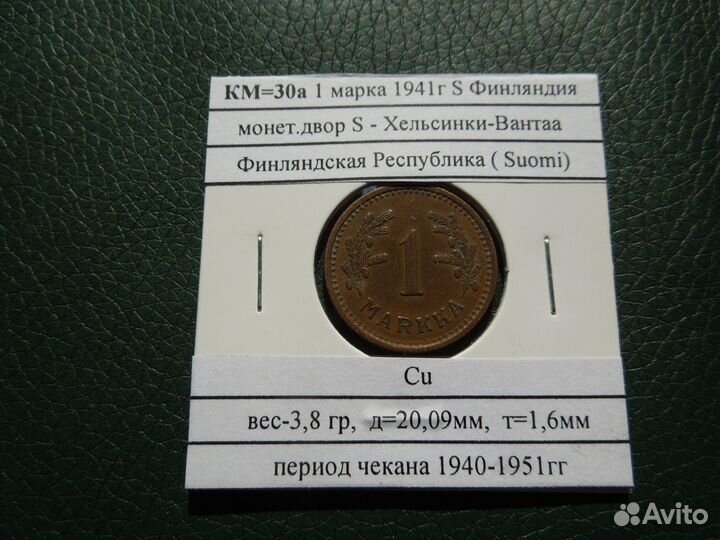 КМ=30а 1 марка 1941г S Финляндия
монет.двор S - Хельсинки-Вантаа
Финляндская Республика ( Suomi)
1
MARKKA
Cu
вес-3,8 гр, д=20,09мм, т=1,6мм
период чекана 1940-1951гг
Avito